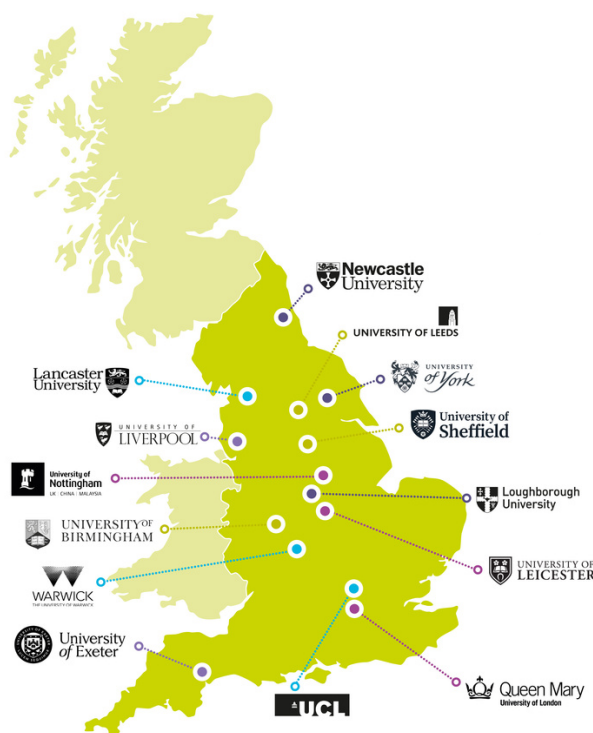 Newcastle
University
UNIVERSITY OF LEEDS
Lancaster
University
UNIVERSITY
of York
UNIVERSITY OF
LIVERPOOL
University of
Sheffield
University of
Nottingham
UK | CHINA | MALAYSIA
Loughborough
University
UNIVERSITY OF
BIRMINGHAM
UNIVERSITY OF
LEICESTER
WARWICK
THE UNIVERSITY OF WARWICK
University
of Exeter
UCL
Queen Mary
University of London